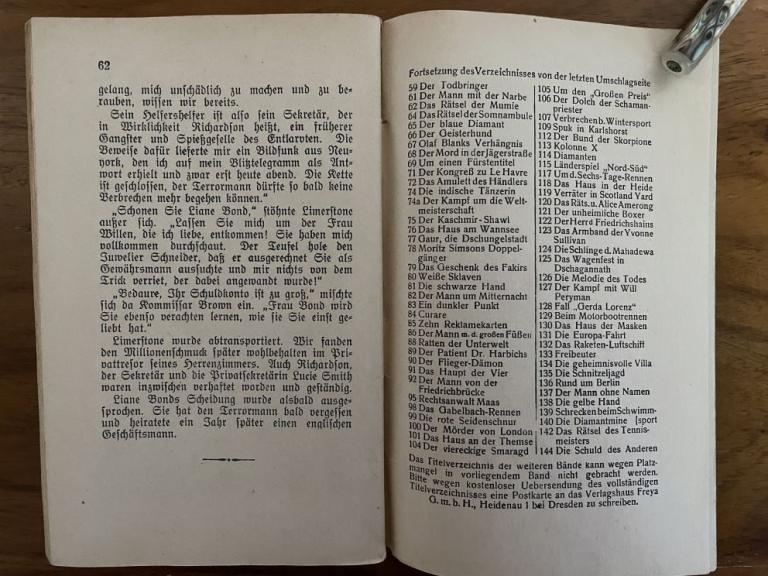 62
gelang, mich unschädlich zu machen und zu be-
rauben, wissen wir bereits.
Sein Helfershelfer ist also sein Sekretär, der
in Wirklichkeit Richardson heißt, ein früherer
Gangster und Spießgeselle des Entlarvten. Die
Beweise dafür lieferte mir ein Bildfunk aus Neu-
york, den ich auf mein Blitztelegramm als Ant-
wort erhielt und zwar erst heute abend. Die Kette
ist geschlossen, der Terrormann dürfte so bald keine
Verbrechen mehr begehen können.“
„Schonen Sie Liane Bond,“ stöhnte Limerstone
außer sich. „Lassen Sie mich um der Frau
Willen, die ich liebe, entkommen! Sie haben mich
vollkommen durchschaut. Der Teufel hole den
Juwelier Schneider, daß er ausgerechnet Sie als
Gewährsmann aussuchte und mir nichts von dem
Trick verriet, der dabei angewandt wurde!“
„Bedaure, Ihr Schuldkonto ist zu groß,“ mischte
sich da Kommissar Brown ein. „Frau Bond wird
Sie ebenso verachten lernen, wie sie Sie einst ge-
liebt hat.“
Limerstone wurde abtransportiert. Wir fanden
den Millionenschmuck später wohlbehalten im Pri-
vattresor seines Herrenzimmers. Auch Richardson,
der Sekretär und die Privatsekretärin Lucie Smith
waren inzwischen verhaftet worden und geständig.
Liane Bonds Scheidung wurde alsbald ausge-
sprochen. Sie hat den Terrormann bald vergessen
und heiratete ein Jahr später einen englischen
Geschäftsmann.
Fortsetzung des Verzeichnisses von der letzten Umschlagseite
59 Der Todbringer
61 Der Mann mit der Narbe
62 Das Rätsel der Mumie
64 Das Rätsel der Somnambule
65 Der blaue Diamant
66 Der Geisterhund
67 Olaf Blanks Verhängnis
68 Der Mord in der Jägerstraße
69 Um einen Fürstentitel
71 Der Kongreß zu Le Havre
72 Das Amulett des Händlers
74 Die indische Tänzerin
74a Der Kampf um die Welt-
meisterschaft
75 Der Kaschmir-Shawl
76 Das Haus am Wannsee
77 Gaur, die Dschungelstadt
78 Moritz Simsons Doppel-
gänger
79 Das Geschenk des Fakirs
80 Weiße Sklaven
81 Die schwarze Hand
82 Der Mann um Mitternacht
83 Ein dunkler Punkt
84 Curare
85 Zehn Reklamekarten
86 Der Mann m. d. großen Füßen
88 Ratten der Unterwelt
89 Der Patient Dr. Harbichs
90 Der Flieger-Dämon
91 Das Haupt der Vier
92 Der Mann von der
Friedrichbrücke
95 Rechtsanwalt Maas
98 Das Gabelbach-Rennen
99 Die rote Seidenschnur
100 Der Mörder von London
101 Das Haus an der Themse
104 Der viereckige Smaragd
105 Um den „Großen Preis“
106 Der Dolch der Schaman-
priester
107 Verbrechen b. Wintersport
109 Spuk in Karlshorst
112 Der Bund der Skorpione
113 Kolonne X
114 Diamanten
115 Länderspiel „Nord-Süd“
117 Um d. Sechs-Tage-Rennen
118 Das Haus in der Heide
119 Verräter in Scotland Yard
120 Das Räts. u. Alice Amerong
121 Der unheimliche Boxer
122 Der Herr d Friedrichshains
123 Das Armband der Yvonne
Sullivan
124 Die Schlinge d. Mahadewa
125 Das Wagenfest in
Dschagannath
126 Die Melodie des Todes
127 Der Kampf mit Will
Peryman
128 Fall „Gerda Lorenz“
129 Beim Motorbootrennen
130 Das Haus der Masken
131 Die Europa-Fahrt
132 Das Raketen-Luftschiff
133 Freibeuter
134 Die geheimnisvolle Villa
135 Die Schnitzeljagd
136 Rund um Berlin
137 Der Mann ohne Namen
138 Die gelbe Hand
139 Schrecken beim Schwimm-
140 Die Diamantmine [sport
142 Das Rätsel des Tennis-
meisters
144 Die Schuld des Anderen
Das Titelverzeichnis der weiteren Bände kann wegen Platz-
mangel in vorliegendem Band nicht gebracht werden.
Bitte wegen kostenloser Uebersendung des vollständigen
Titelverzeichnisses eine Postkarte an das Verlagshaus Freya
G. m. b. H., Heidenau 1 bei Dresden zu schreiben.